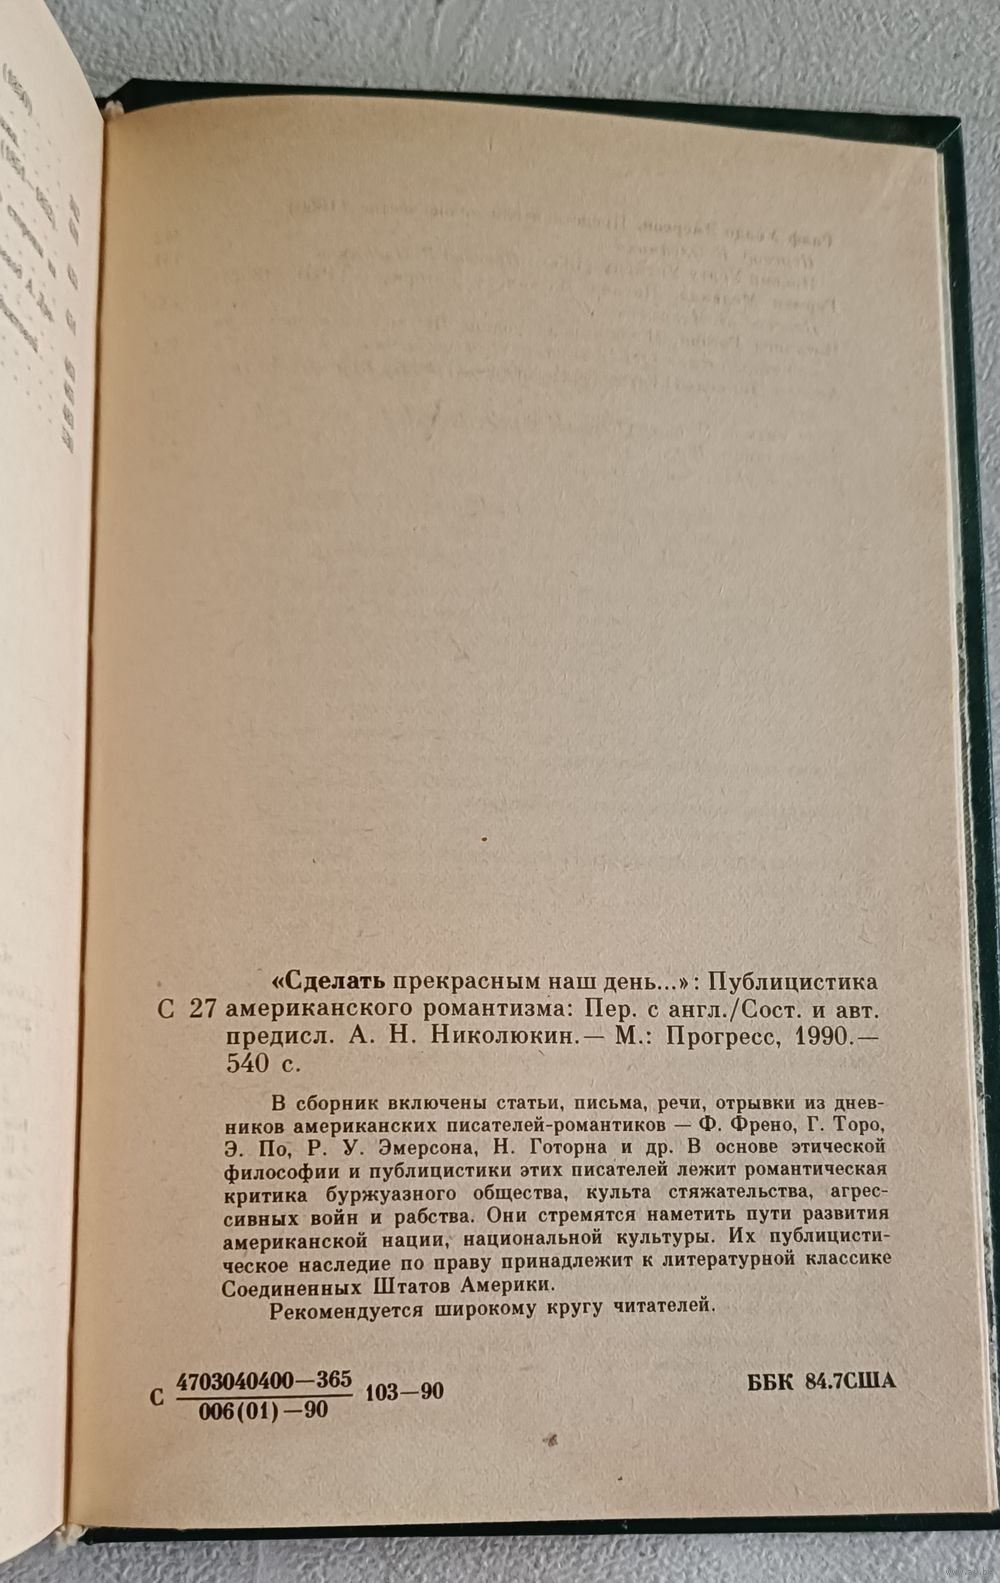 (1850)
«Сделать прекрасным наш день...»: Публицистика
С 27 американского романтизма: Пер. с англ./Сост. и авт.
предисл. А. Н. Николюкин.— М.: Прогресс, 1990.—
540 с.
В сборник включены статьи, письма, речи, отрывки из днев-
ников американских писателей-романтиков — Ф. Френо, Г. Торо,
Э. По, Р. У. Эмерсона, Н. Готорна и др. В основе этической
философии и публицистики этих писателей лежит романтическая
критика буржуазного общества, культа стяжательства, агрес-
сивных войн и рабства. Они стремятся наметить пути развития
американской нации, национальной культуры. Их публицисти-
ческое наследие по праву принадлежит к литературной классике
Соединенных Штатов Америки.
Рекомендуется широкому кругу читателей.
С 4703040400—365 103—90
006(01)—90
ББК 84.7США